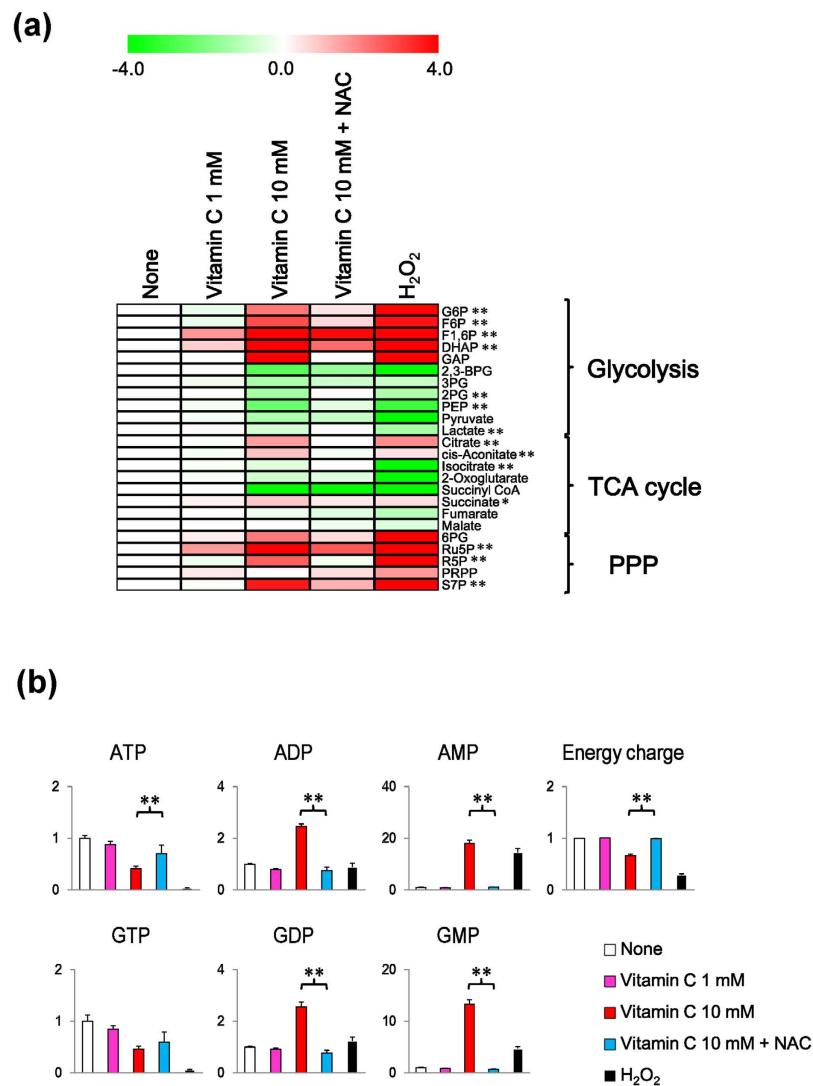 (a)
-4.0 0.0 4.0
None
Vitamin C 1 mM
Vitamin C 10 mM
Vitamin C 10 mM + NAC
H₂O₂
G6P **
F6P **
F1,6P **
DHAP **
GAP
2,3-BPG
3PG
2PG **
PEP **
Pyruvate
Lactate **
Citrate **
cis-Aconitate **
Isocitrate **
2-Oxoglutarate
Succinyl CoA
Succinate *
Fumarate
Malate
6PG
Ru5P **
R5P **
PRPP
S7P **
Glycolysis
TCA cycle
PPP
(b)
ATP
2
1
0
**
ADP
4
2
0
**
AMP
40
20
0
**
Energy charge
2
1
0
**
GTP
2
1
0
GDP
4
2
0
**
GMP
20
10
0
**
None
Vitamin C 1 mM
Vitamin C 10 mM
Vitamin C 10 mM + NAC
H₂O₂